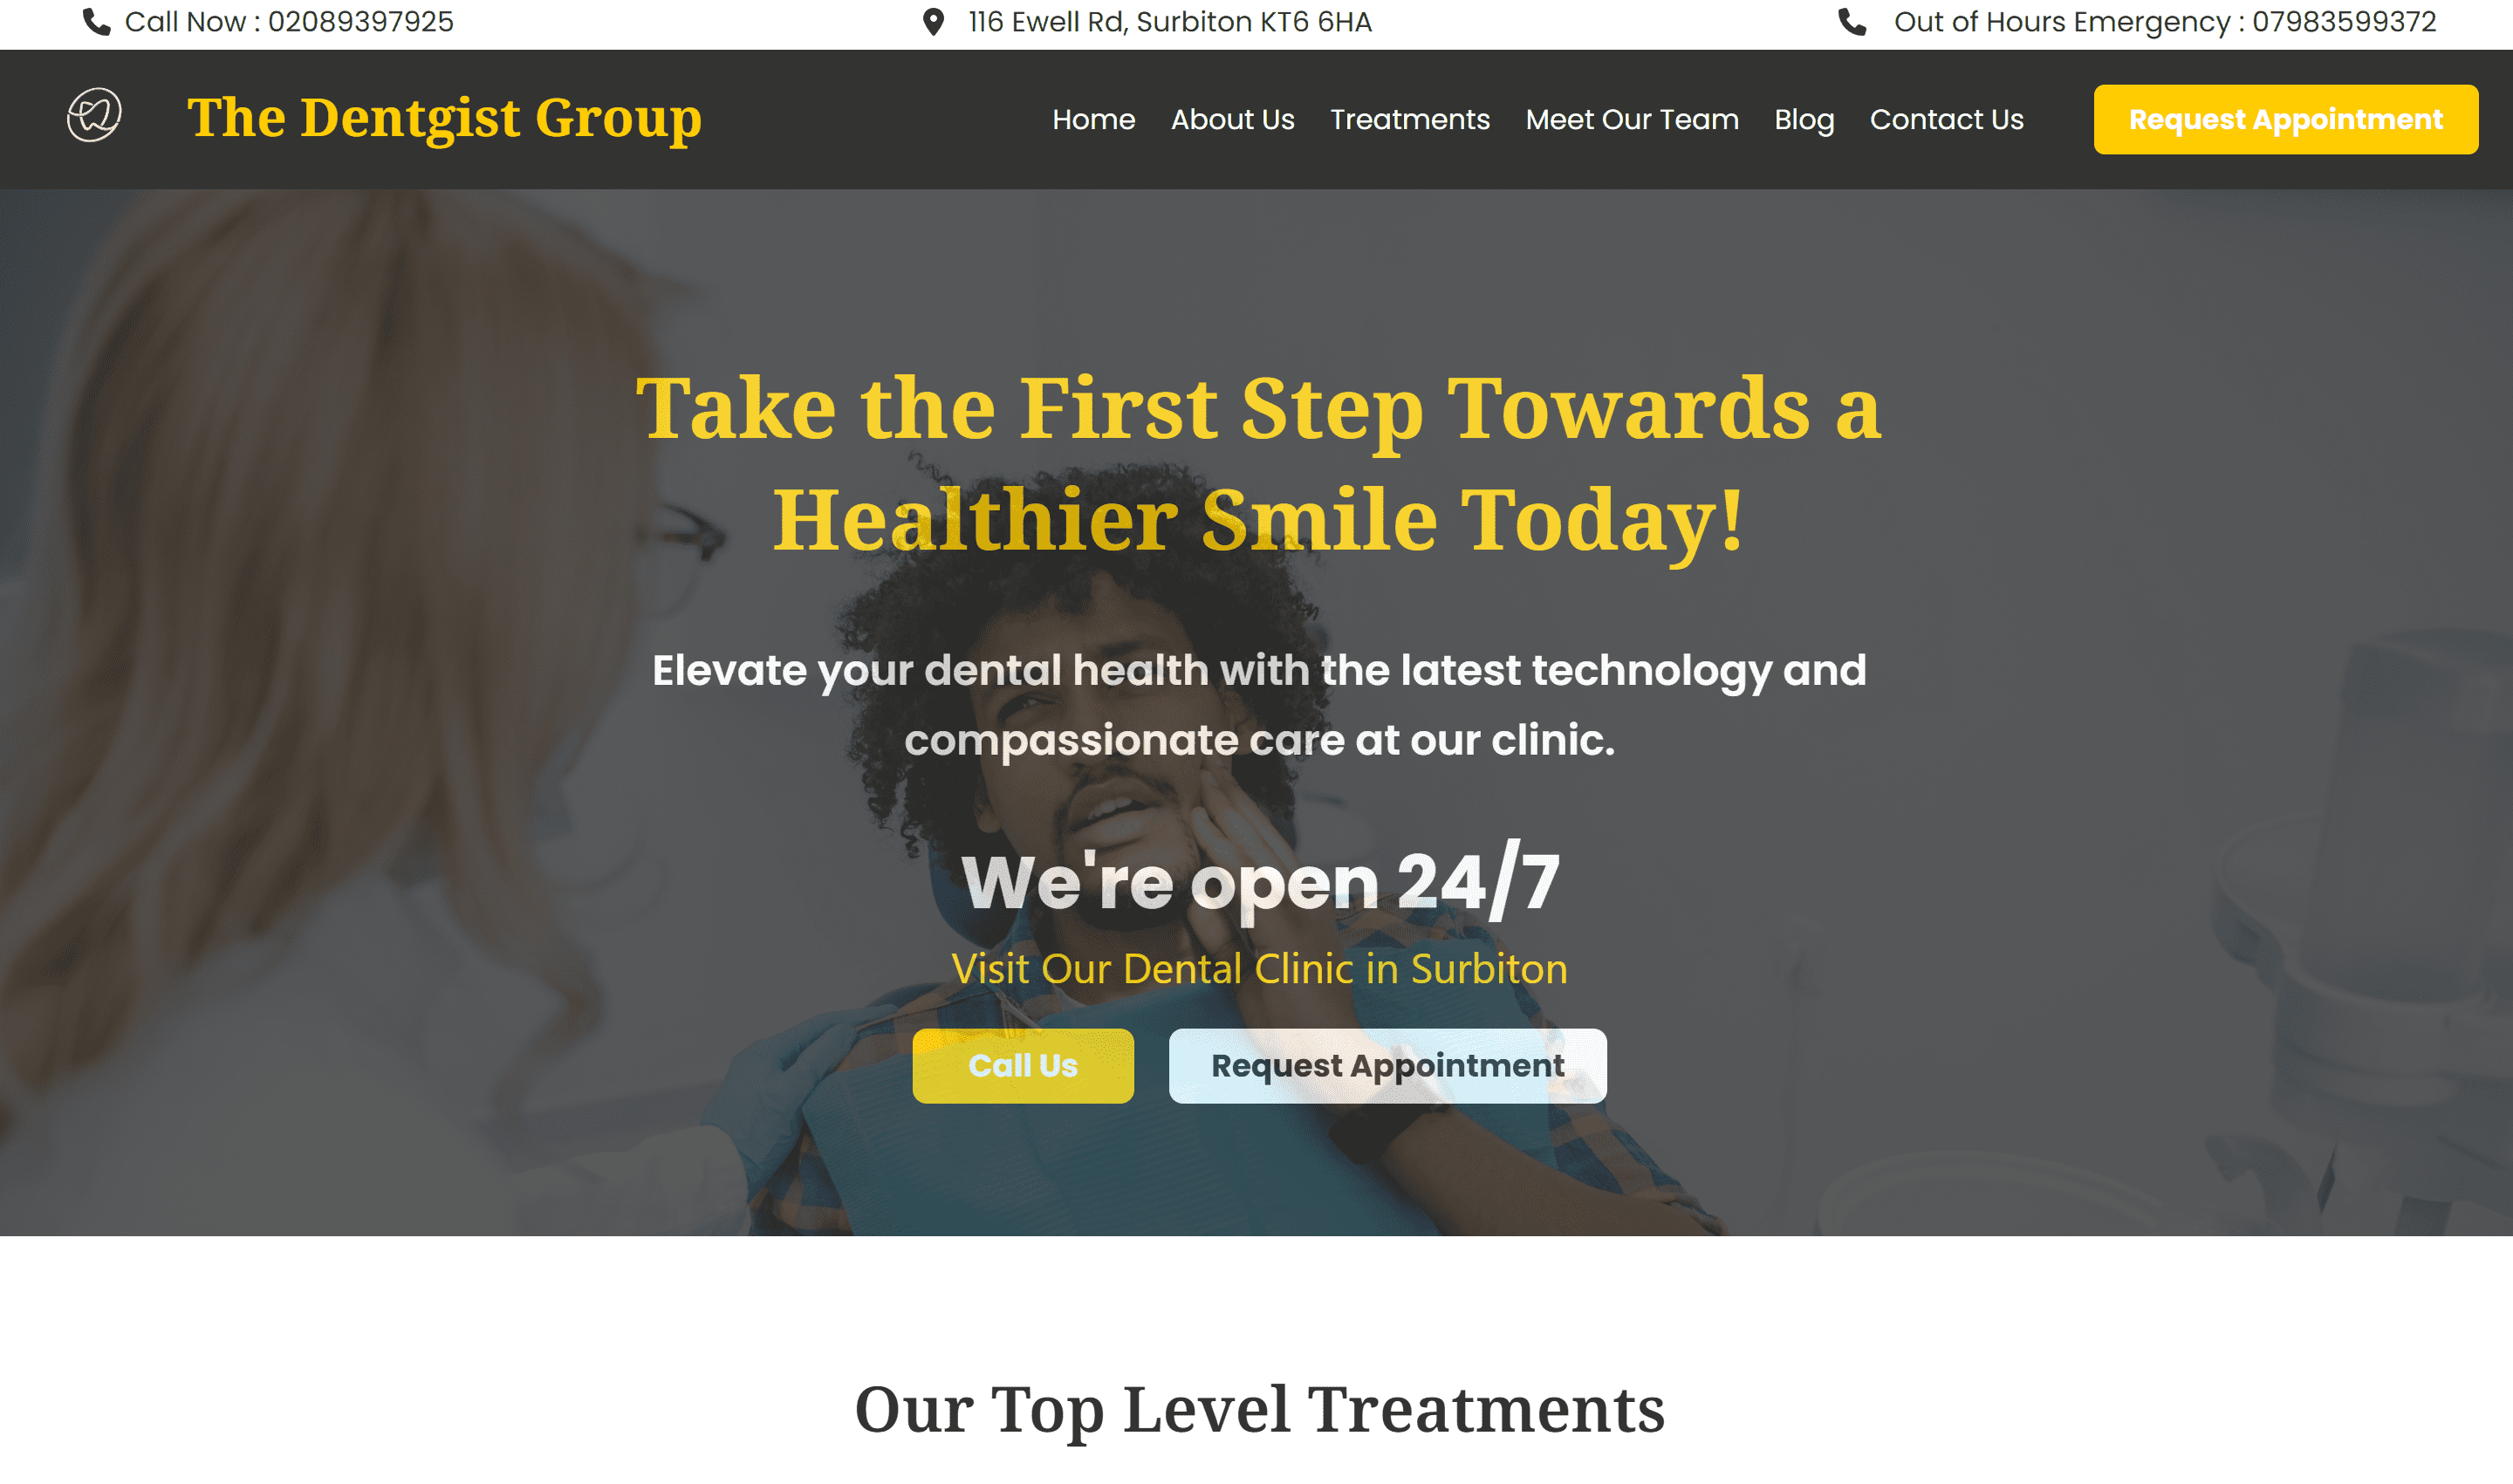 Call Now : 02089397925
116 Ewell Rd, Surbiton KT6 6HA
Out of Hours Emergency : 07983599372
The Dentgist Group
Home
About Us
Treatments
Meet Our Team
Blog
Contact Us
Request Appointment
Take the First Step Towards a
Healthier Smile Today!
Elevate your dental health with the latest technology and
compassionate care at our clinic.
We're open 24/7
Visit Our Dental Clinic in Surbiton
Call Us
Request Appointment
Our Top Level Treatments